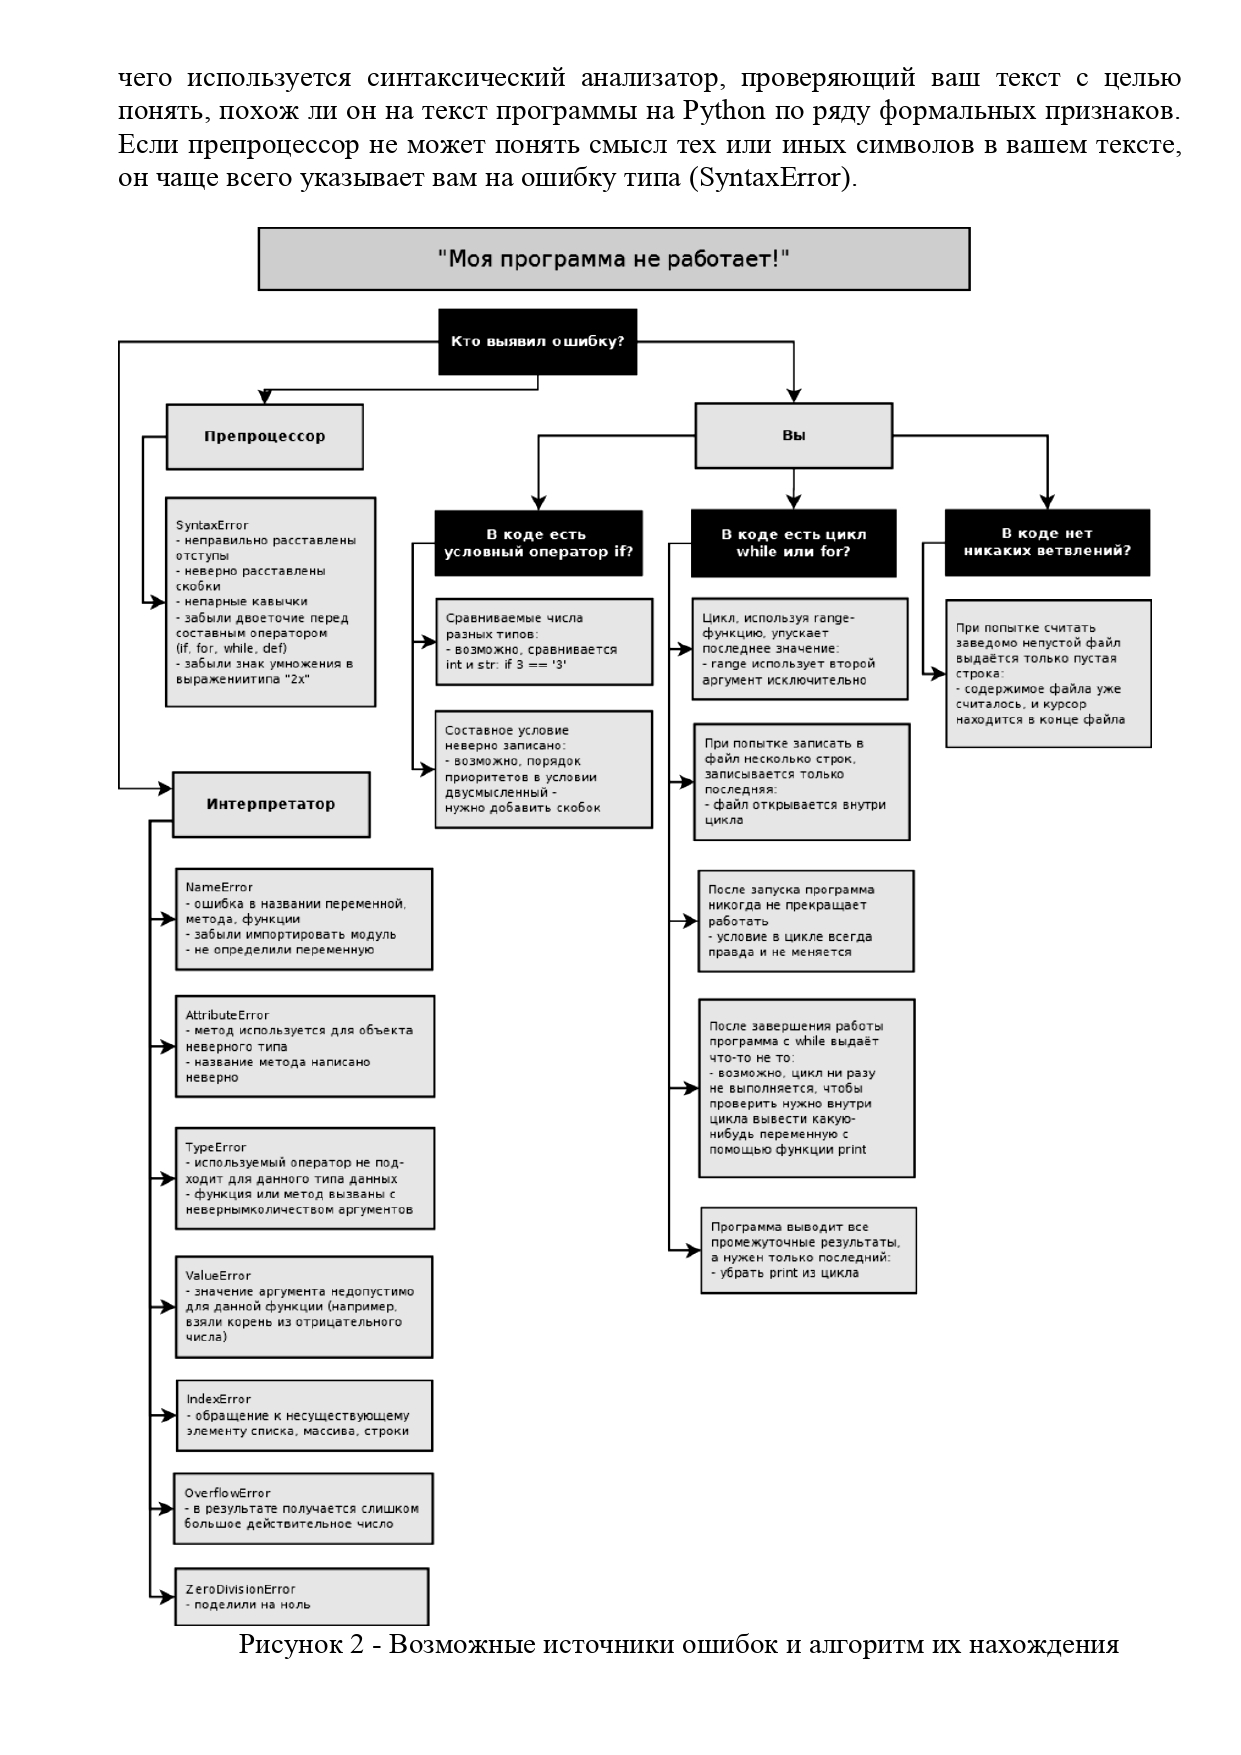 чего используется синтаксический анализатор, проверяющий ваш текст с целью
понять, похож ли он на текст программы на Python по ряду формальных признаков.
Если препроцессор не может понять смысл тех или иных символов в вашем тексте,
он чаще всего указывает вам на ошибку типа (SyntaxError).
"Моя программа не работает!"
Кто выявил ошибку?
Препроцессор
SyntaxError
- неправильно расставлены
отступы
- неверно расставлены
скобки
- непарные кавычки
- забыли двоеточие перед
составным оператором
(if, for, while, def)
- забыли знак умножения в
выражениитипа "2x"
Интерпретатор
NameError
- ошибка в названии переменной,
метода, функции
- забыли импортировать модуль
- не определили переменную
AttributeError
- метод используется для объекта
неверного типа
- название метода написано
неверно
TypeError
- используемый оператор не под-
ходит для данного типа данных
- функция или метод вызваны с
невернымколичеством аргументов
ValueError
- значение аргумента недопустимо
для данной функции (например,
взяли корень из отрицательного
числа)
IndexError
- обращение к несуществующему
элементу списка, массива, строки
OverflowError
- в результате получается слишком
большое действительное число
ZeroDivisionError
- поделили на ноль
Вы
В коде есть
условный оператор if?
Сравниваемые числа
разных типов:
- возможно, сравнивается
int и str: if 3 == '3'
Составное условие
неверно записано:
- возможно, порядок
приоритетов в условии
двусмысленный -
нужно добавить скобок
В коде есть цикл
while или for?
Цикл, используя range-
функцию, упускает
последнее значение:
- range использует второй
аргумент исключительно
При попытке записать в
файл несколько строк,
записывается только
последняя:
- файл открывается внутри
цикла
После запуска программа
никогда не прекращает
работать
- условие в цикле всегда
правда и не меняется
После завершения работы
программа с while выдаёт
что-то не то:
- возможно, цикл ни разу
не выполняется, чтобы
проверить нужно внутри
цикла вывести какую-
нибудь переменную с
помощью функции print
Программа выводит все
промежуточные результаты,
а нужен только последний:
- убрать print из цикла
В коде нет
никаких ветвлений?
При попытке считать
заведомо непустой файл
выдаётся только пустая
строка:
- содержимое файла уже
считалось, и курсор
находится в конце файла
Рисунок 2 - Возможные источники ошибок и алгоритм их нахождения